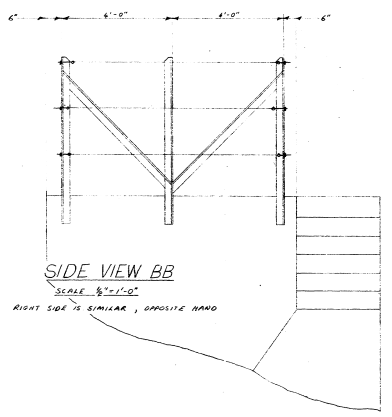 6" 4'-0" 4'-0" 6"
SIDE VIEW BB
SCALE ½"=1'-0"
RIGHT SIDE IS SIMILAR, OPPOSITE HAND